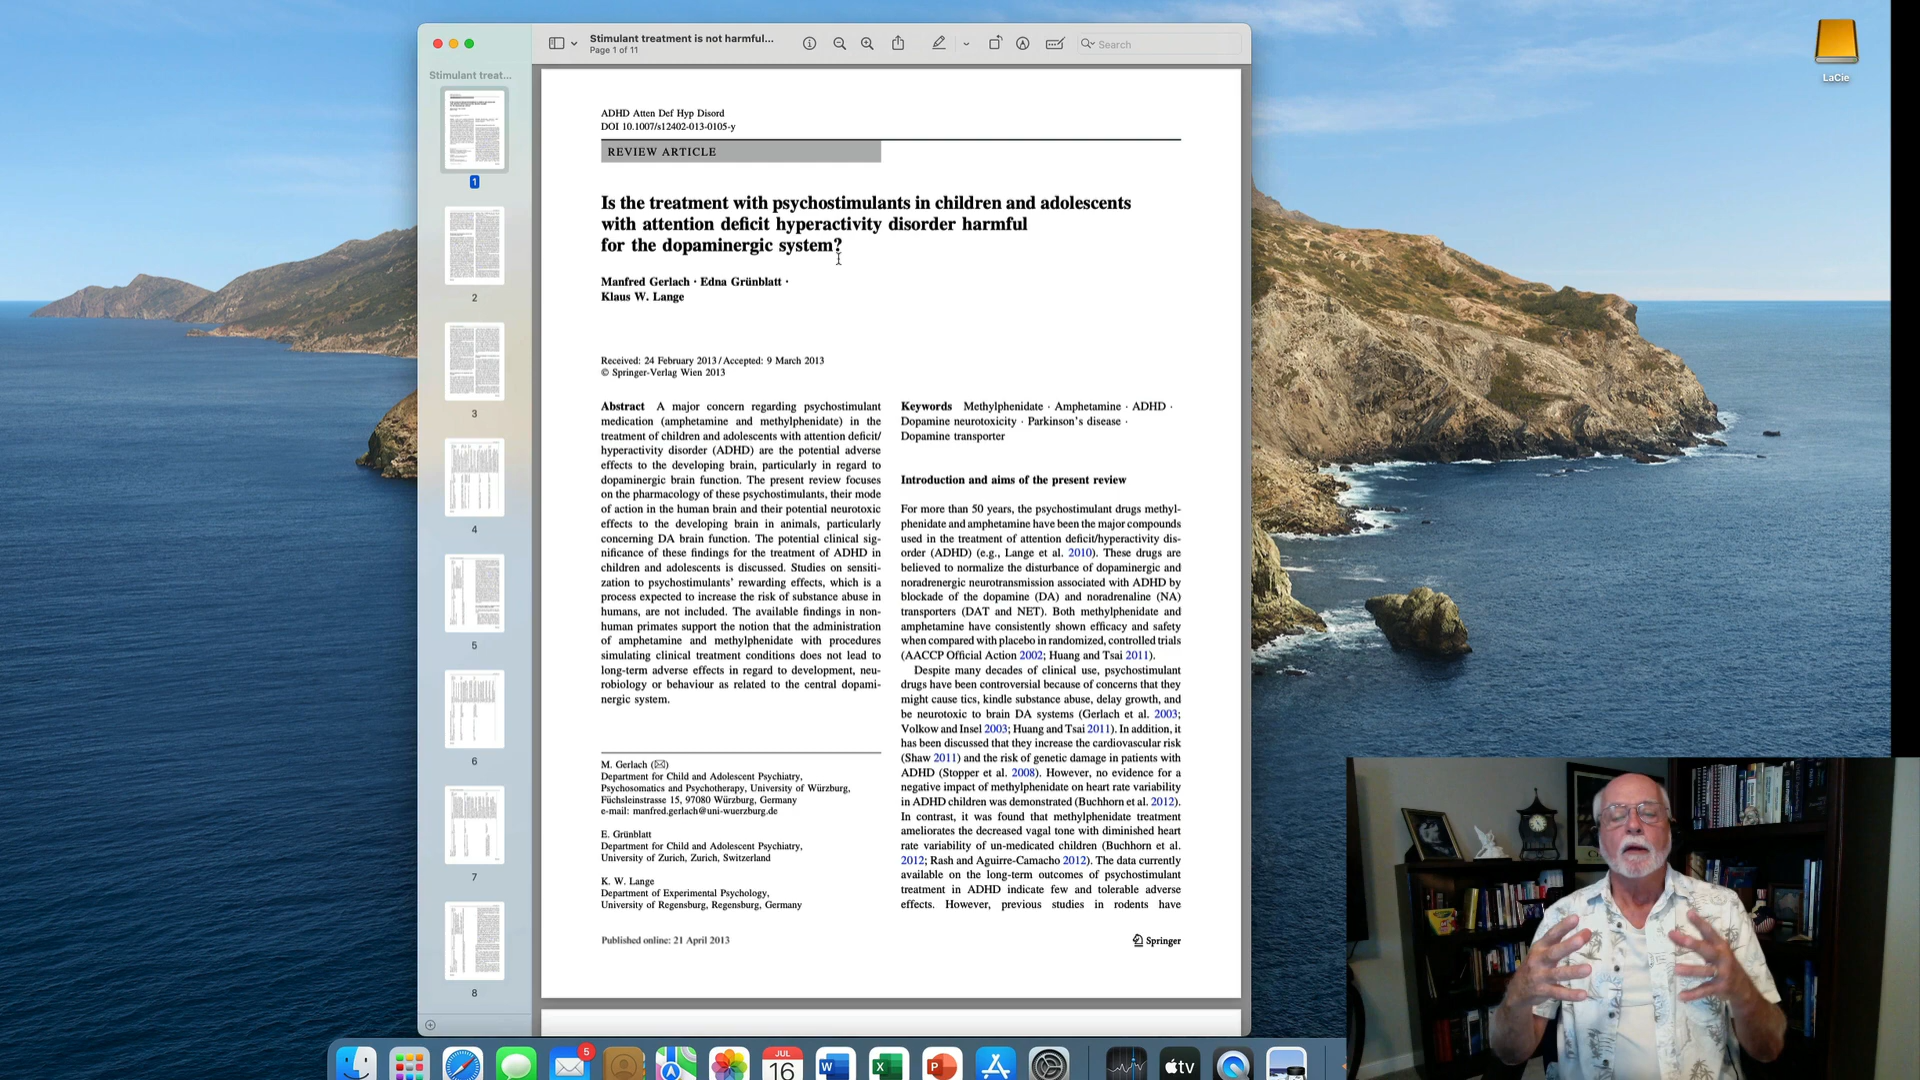 Stimulant treatment is not harmful...
Page 1 of 11
Search
Stimulant treat...
1
2
3
4
5
6
7
8
ADHD Atten Def Hyp Disord
DOI 10.1007/s12402-013-0105-y
REVIEW ARTICLE
Is the treatment with psychostimulants in children and adolescents
with attention deficit hyperactivity disorder harmful
for the dopaminergic system?
Manfred Gerlach · Edna Grünblatt ·
Klaus W. Lange
Received: 24 February 2013 / Accepted: 9 March 2013
© Springer-Verlag Wien 2013
Abstract A major concern regarding psychostimulant
medication (amphetamine and methylphenidate) in the
treatment of children and adolescents with attention deficit/
hyperactivity disorder (ADHD) are the potential adverse
effects to the developing brain, particularly in regard to
dopaminergic brain function. The present review focuses
on the pharmacology of these psychostimulants, their mode
of action in the human brain and their potential neurotoxic
effects to the developing brain in animals, particularly
concerning DA brain function. The potential clinical sig-
nificance of these findings for the treatment of ADHD in
children and adolescents is discussed. Studies on sensiti-
zation to psychostimulants' rewarding effects, which is a
process expected to increase the risk of substance abuse in
humans, are not included. The available findings in non-
human primates support the notion that the administration
of amphetamine and methylphenidate with procedures
simulating clinical treatment conditions does not lead to
long-term adverse effects in regard to development, neu-
robiology or behaviour as related to the central dopami-
nergic system.
M. Gerlach (✉)
Department for Child and Adolescent Psychiatry,
Psychosomatics and Psychotherapy, University of Würzburg,
Füchsleinstrasse 15, 97080 Würzburg, Germany
e-mail: manfred.gerlach@uni-wuerzburg.de
E. Grünblatt
Department for Child and Adolescent Psychiatry,
University of Zurich, Zurich, Switzerland
K. W. Lange
Department of Experimental Psychology,
University of Regensburg, Regensburg, Germany
Published online: 21 April 2013
Keywords Methylphenidate · Amphetamine · ADHD ·
Dopamine neurotoxicity · Parkinson's disease ·
Dopamine transporter
Introduction and aims of the present review
For more than 50 years, the psychostimulant drugs methyl-
phenidate and amphetamine have been the major compounds
used in the treatment of attention deficit/hyperactivity dis-
order (ADHD) (e.g., Lange et al. 2010). These drugs are
believed to normalize the disturbance of dopaminergic and
noradrenergic neurotransmission associated with ADHD by
blockade of the dopamine (DA) and noradrenaline (NA)
transporters (DAT and NET). Both methylphenidate and
amphetamine have consistently shown efficacy and safety
when compared with placebo in randomized, controlled trials
(AACCP Official Action 2002; Huang and Tsai 2011).
Despite many decades of clinical use, psychostimulant
drugs have been controversial because of concerns that they
might cause tics, kindle substance abuse, delay growth, and
be neurotoxic to brain DA systems (Gerlach et al. 2003;
Volkow and Insel 2003; Huang and Tsai 2011). In addition, it
has been discussed that they increase the cardiovascular risk
(Shaw 2011) and the risk of genetic damage in patients with
ADHD (Stopper et al. 2008). However, no evidence for a
negative impact of methylphenidate on heart rate variability
in ADHD children was demonstrated (Buchhorn et al. 2012).
In contrast, it was found that methylphenidate treatment
ameliorates the decreased vagal tone with diminished heart
rate variability of un-medicated children (Buchhorn et al.
2012; Rash and Aguirre-Camacho 2012). The data currently
available on the long-term outcomes of psychostimulant
treatment in ADHD indicate few and tolerable adverse
effects. However, previous studies in rodents have
Springer
LaCie
5
JUL
16
W
X
P
tv